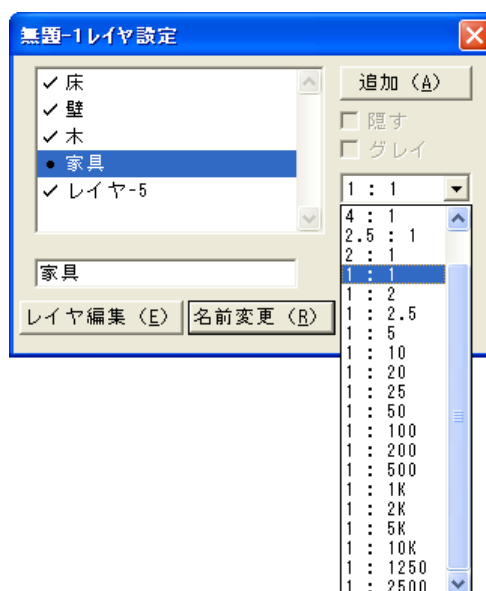 無題-1レイヤ設定
✓床
✓壁
✓木
● 家具
✓レイヤ-5
家具
レイヤ編集 (E)
名前変更 (R)
追加 (A)
隠す
グレイ
1 : 1
4 : 1
2.5 : 1
2 : 1
1 : 1
1 : 2
1 : 2.5
1 : 5
1 : 10
1 : 20
1 : 25
1 : 50
1 : 100
1 : 200
1 : 500
1 : 1K
1 : 2K
1 : 5K
1 : 10K
1 : 1250
1 : 2500